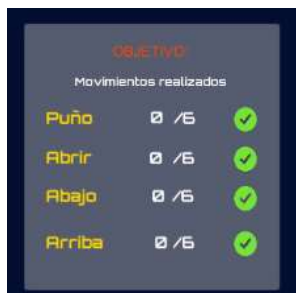 OBJETIVO:
Movimientos realizados
Puño 0 /6
Abrir 0 /6
Abajo 0 /6
Arriba 0 /6